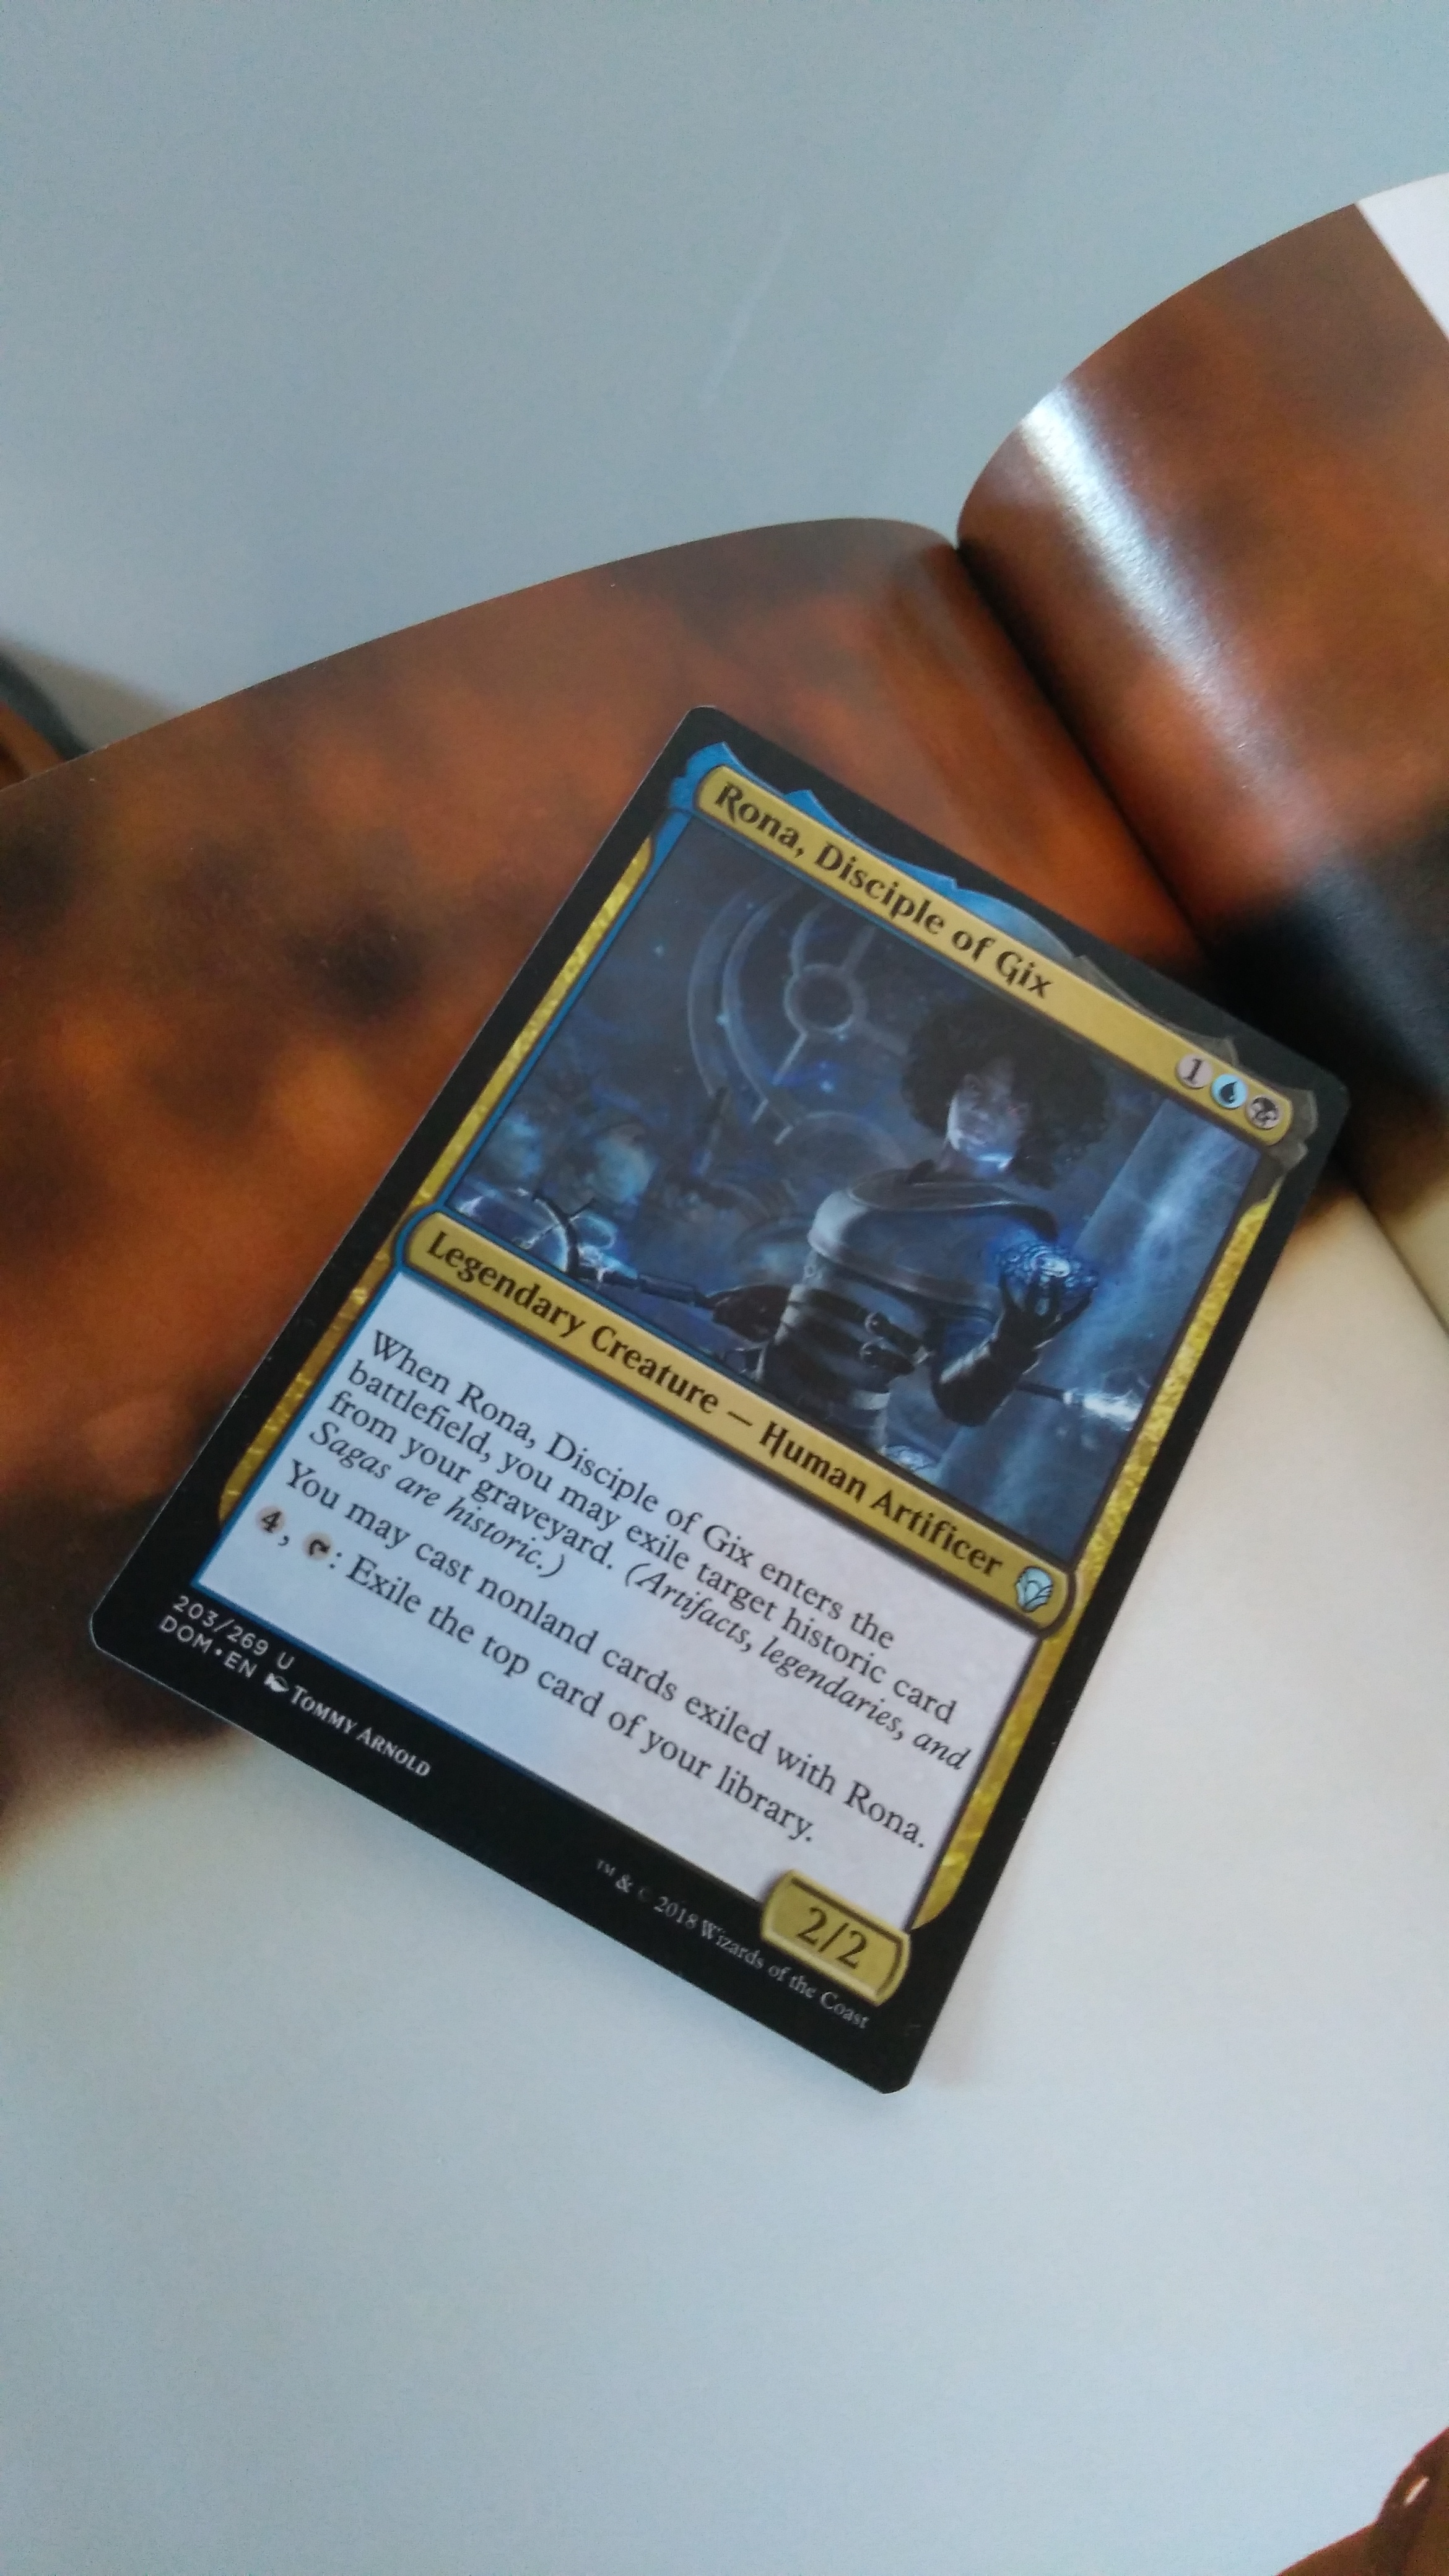 Rona, Disciple of Gix
1
Legendary Creature — Human Artificer
When Rona, Disciple of Gix enters the
battlefield, you may exile target historic card
from your graveyard. (Artifacts, legendaries, and
Sagas are historic.)
You may cast nonland cards exiled with Rona.
4, : Exile the top card of your library.
2/2
203/269 U
DOM • EN Tommy Arnold
™ & © 2018 Wizards of the Coast